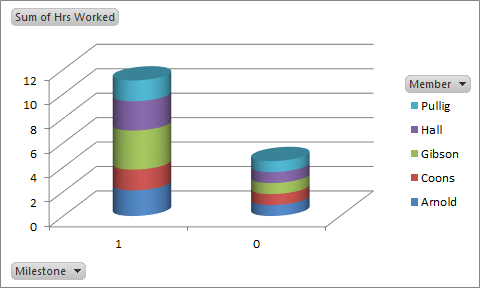 Sum of Hrs Worked
12
10
8
6
4
2
0
1
0
Member
Pullig
Hall
Gibson
Coons
Arnold
Milestone